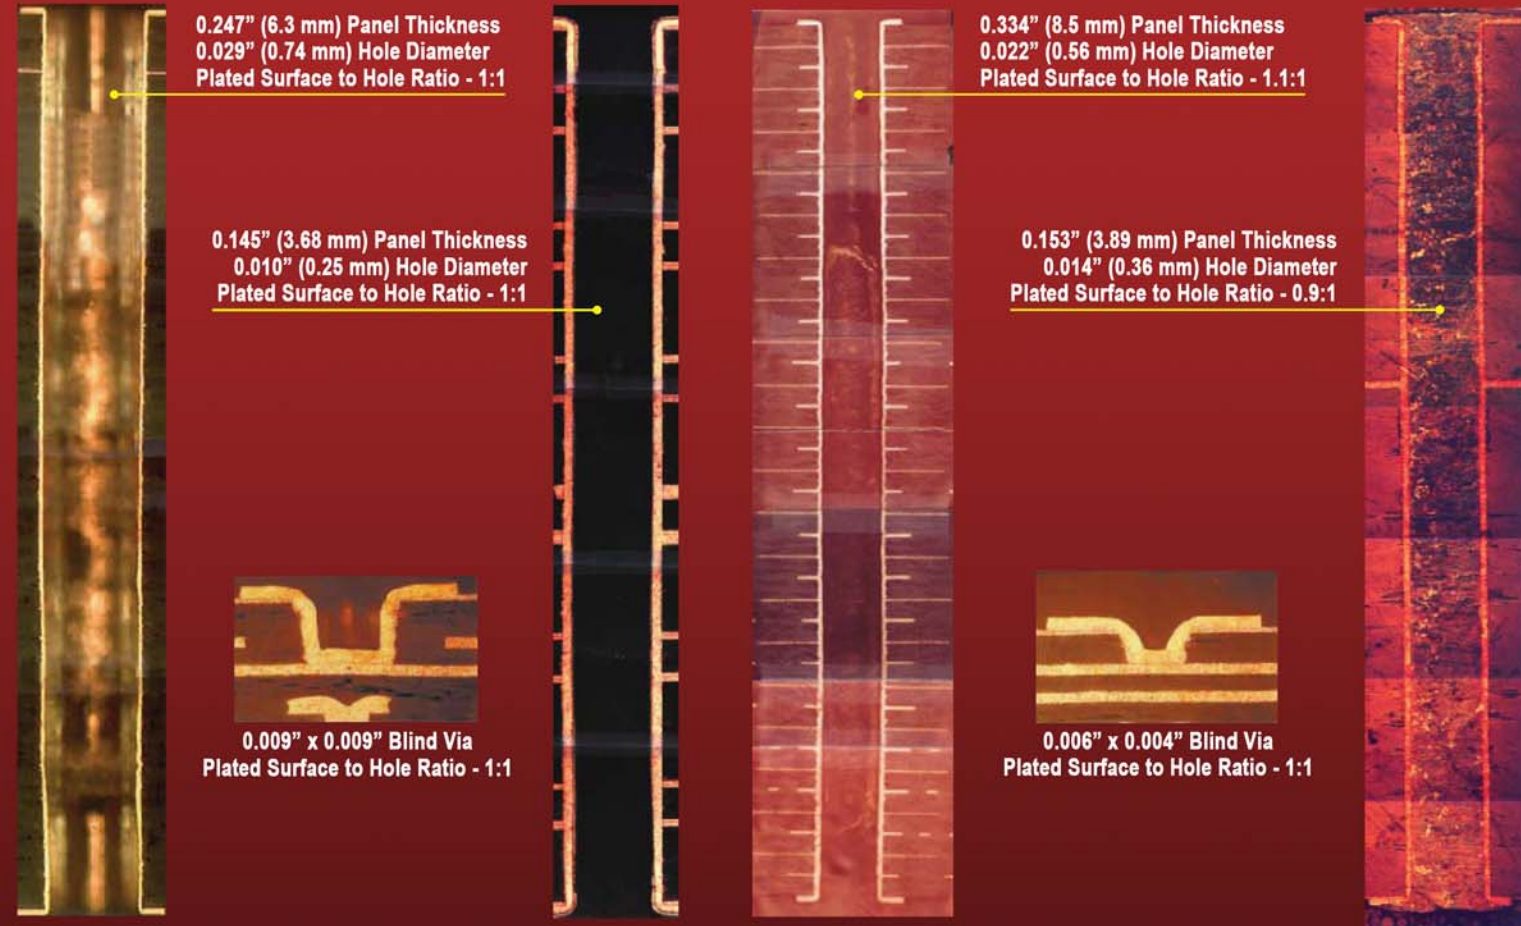 0.247” (6.3 mm) Panel Thickness
0.029” (0.74 mm) Hole Diameter
Plated Surface to Hole Ratio - 1:1
0.145” (3.68 mm) Panel Thickness
0.010” (0.25 mm) Hole Diameter
Plated Surface to Hole Ratio - 1:1
0.009” x 0.009” Blind Via
Plated Surface to Hole Ratio - 1:1
0.334” (8.5 mm) Panel Thickness
0.022” (0.56 mm) Hole Diameter
Plated Surface to Hole Ratio - 1.1:1
0.153” (3.89 mm) Panel Thickness
0.014” (0.36 mm) Hole Diameter
Plated Surface to Hole Ratio - 0.9:1
0.006” x 0.004” Blind Via
Plated Surface to Hole Ratio - 1:1